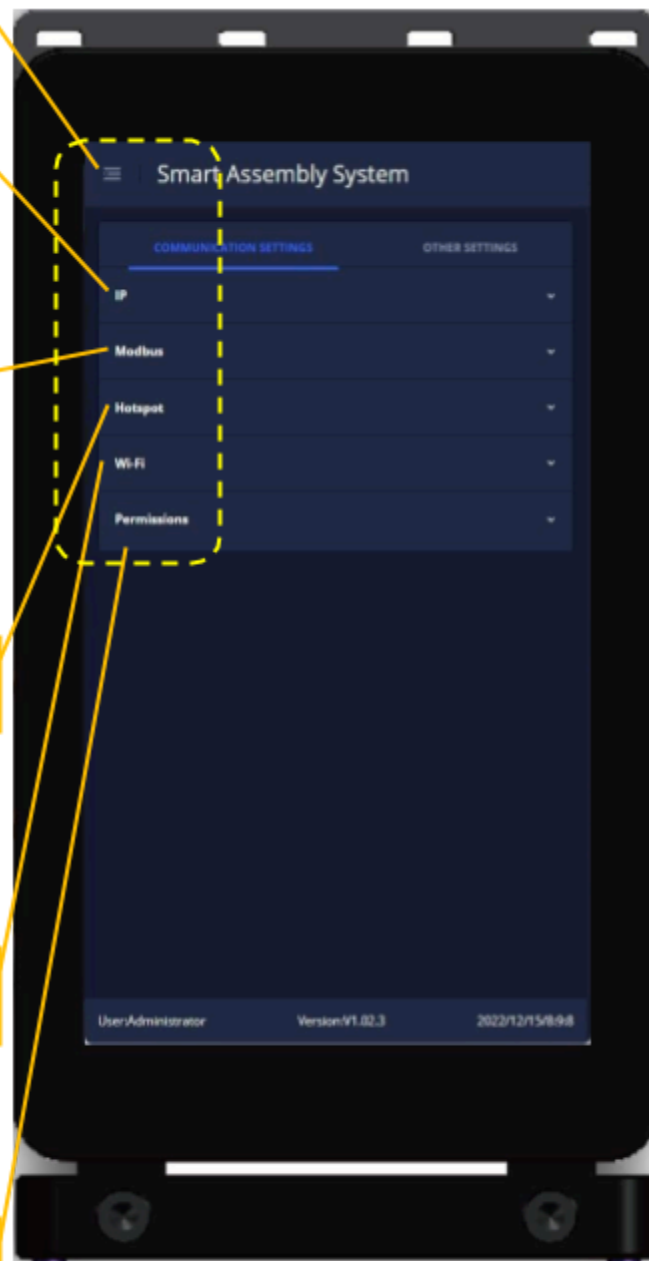 Smart Assembly System
COMMUNICATION SETTINGS OTHER SETTINGS
IP
Modbus
Hotspot
Wi-Fi
Permissions
User:Administrator Version:V1.02.3 2022/12/15/8:9:8